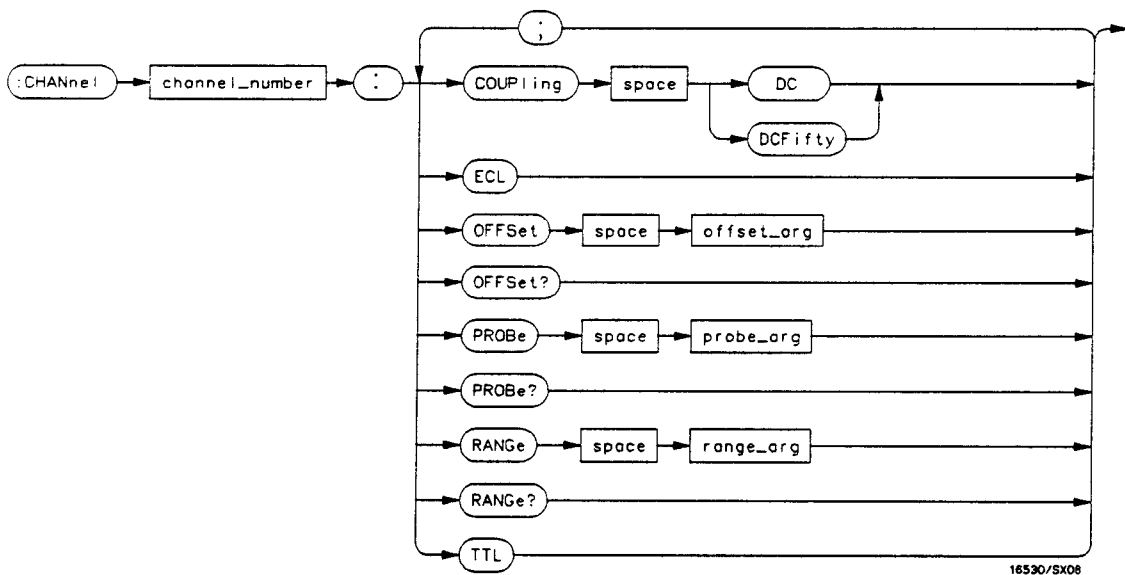 ;
:CHANnel channel_number : COUPling space DC
DCFifty
ECL
OFFSet space offset_arg
OFFSet?
PROBe space probe_arg
PROBe?
RANGe space range_arg
RANGe?
TTL
16530/SX06